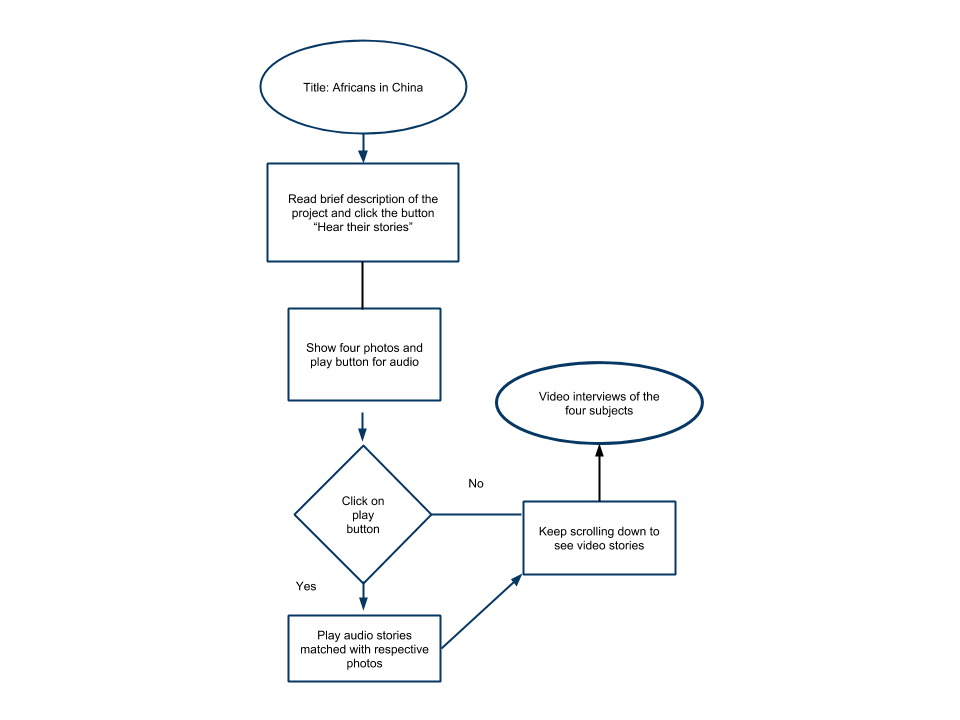 Title: Africans in China
Read brief description of the
project and click the button
“Hear their stories”
Show four photos and
play button for audio
Video interviews of the
four subjects
Click on
play
button
No
Keep scrolling down to
see video stories
Yes
Play audio stories
matched with respective
photos